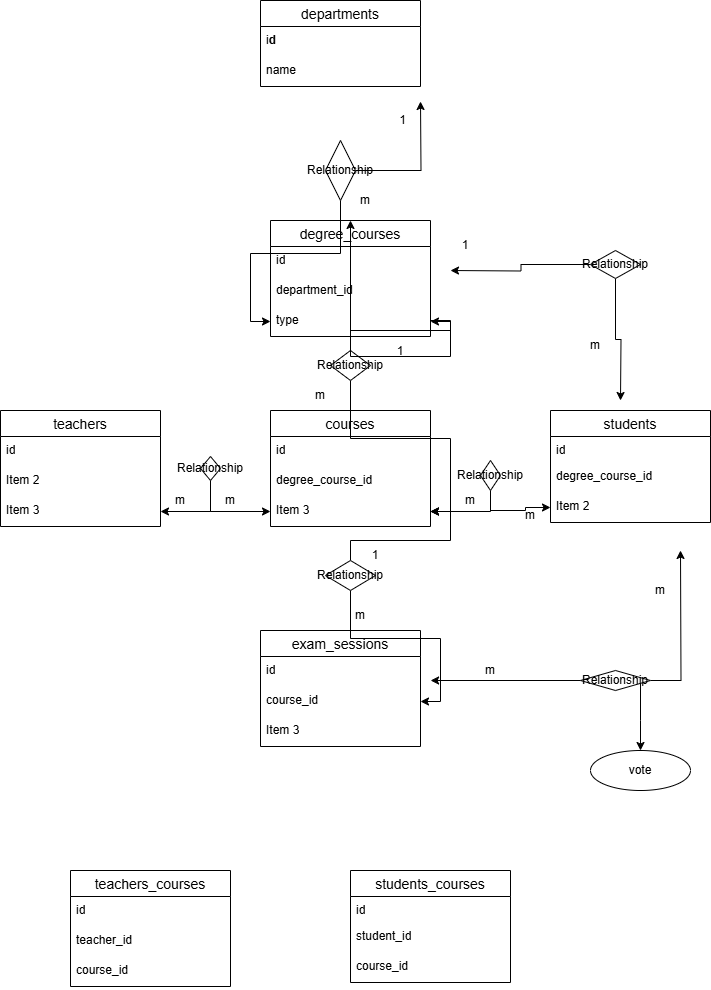 departments
id
name
1
Relationship
m
degree_courses
id
department_id
type
1
Relationship
m
1
Relationship
m
teachers
id
Item 2
Item 3
Relationship
m
m
courses
id
degree_course_id
Item 3
Relationship
m
m
students
id
degree_course_id
Item 2
1
Relationship
m
exam_sessions
id
course_id
Item 3
m
Relationship
m
vote
teachers_courses
id
teacher_id
course_id
students_courses
id
student_id
course_id